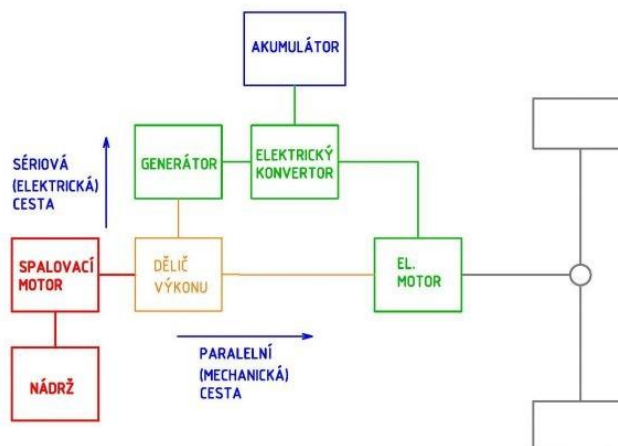 AKUMULÁTOR
SÉRIOVÁ
(ELEKTRICKÁ)
CESTA
GENERÁTOR
ELEKTRICKÝ
KONVERTOR
SPALOVACÍ
MOTOR
DĚLIČ
VÝKONU
EL.
MOTOR
PARALELNÍ
(MECHANICKÁ)
CESTA
NÁDRŽ